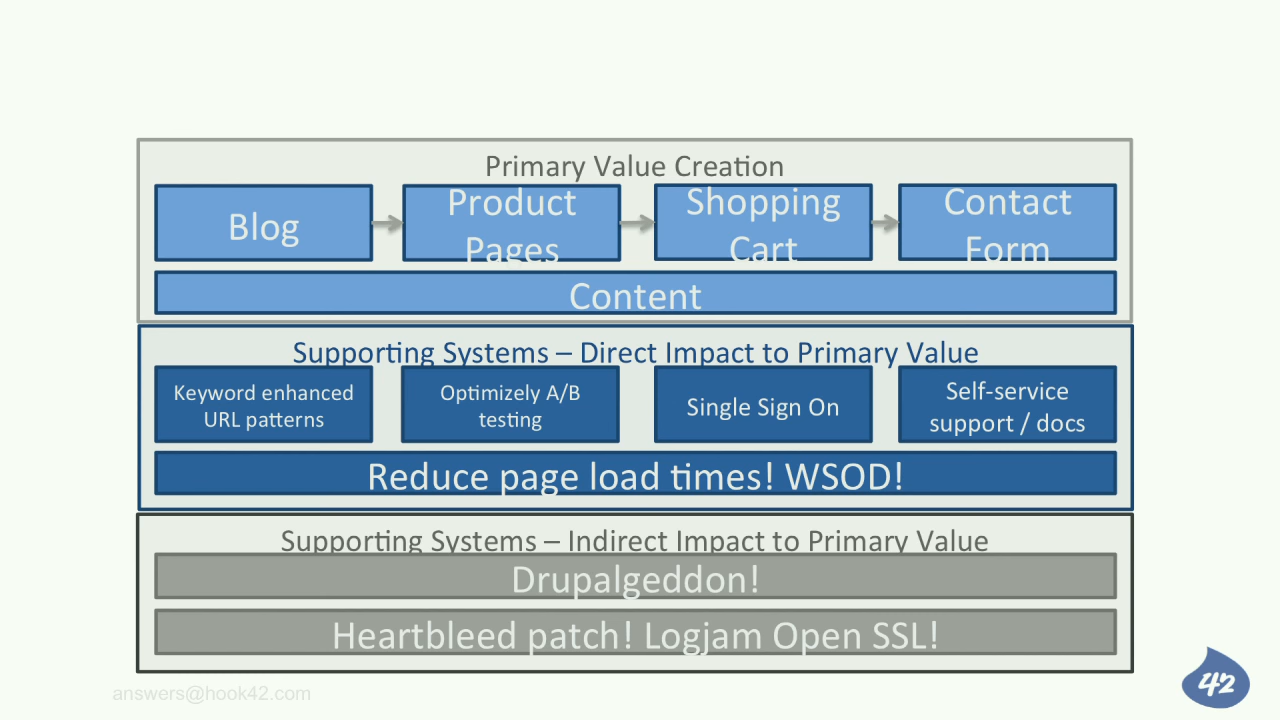 Primary Value Creation
Blog
Product
Pages
Shopping
Cart
Contact
Form
Content
Supporting Systems – Direct Impact to Primary Value
Keyword enhanced
URL patterns
Optimizely A/B
testing
Single Sign On
Self-service
support / docs
Reduce page load times! WSOD!
Supporting Systems – Indirect Impact to Primary Value
Drupalgeddon!
Heartbleed patch! Logjam Open SSL!
answers@hook42.com
42